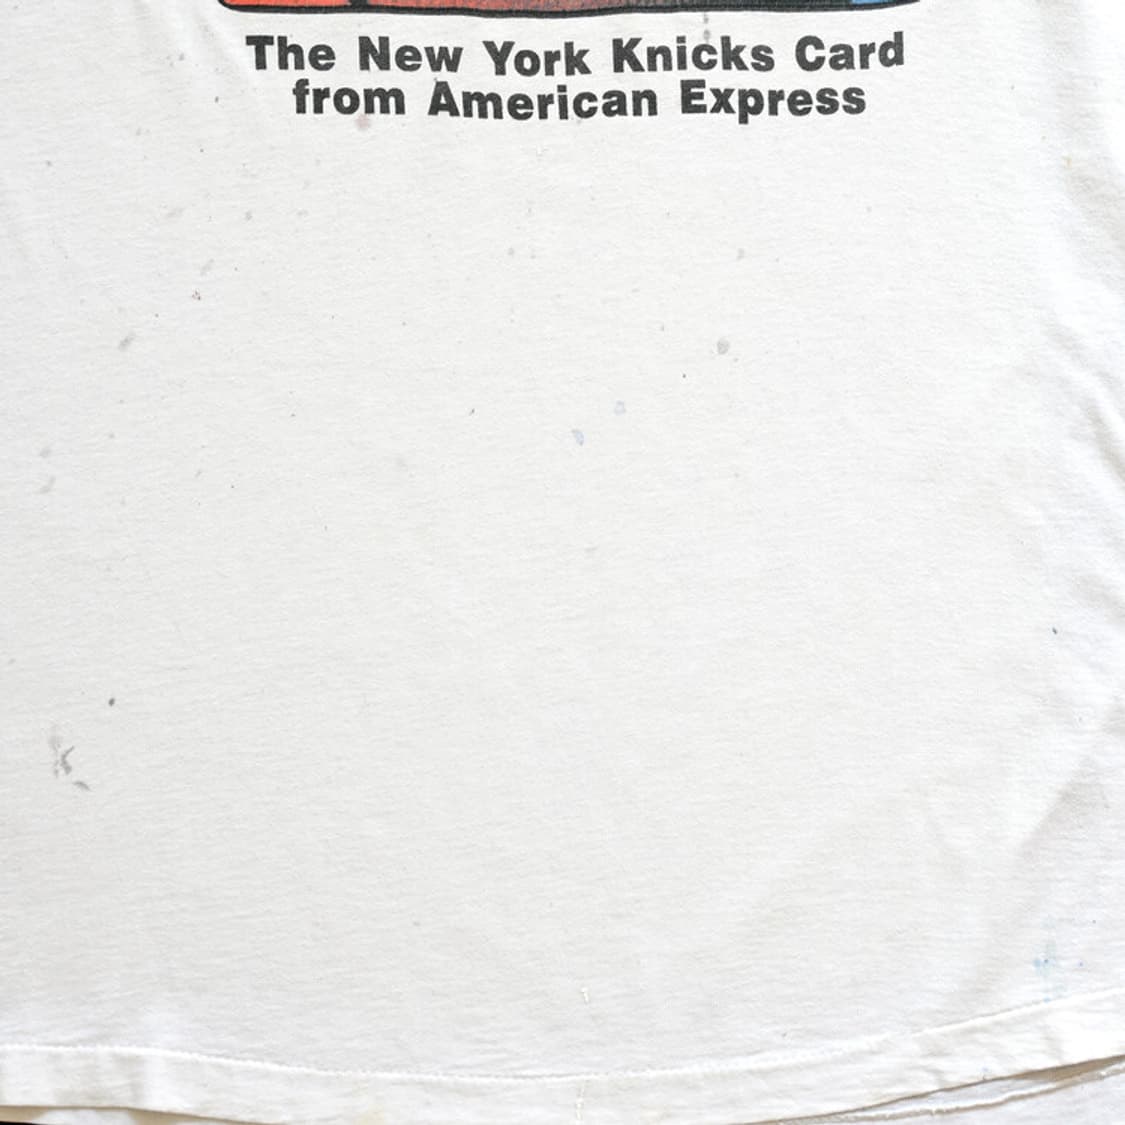 The New York Knicks Card
from American Express